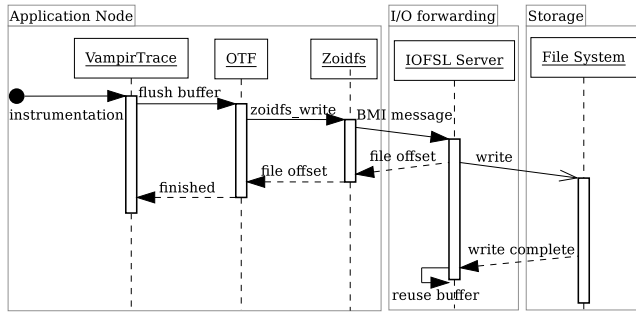 Application Node
I/O forwarding
Storage
VampirTrace
OTF
Zoidfs
IOFSL Server
File System
flush buffer
instrumentation
zoidfs_write
BMI message
file offset
write
file offset
finished
write complete
reuse buffer